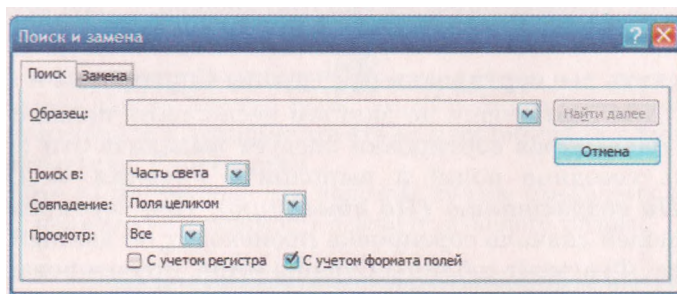 Поиск и замена
Поиск Замена
Образец: Найти далее
Отмена
Поиск в: Часть света
Совпадение: Поля целиком
Просмотр: Все
С учетом регистра С учетом формата полей